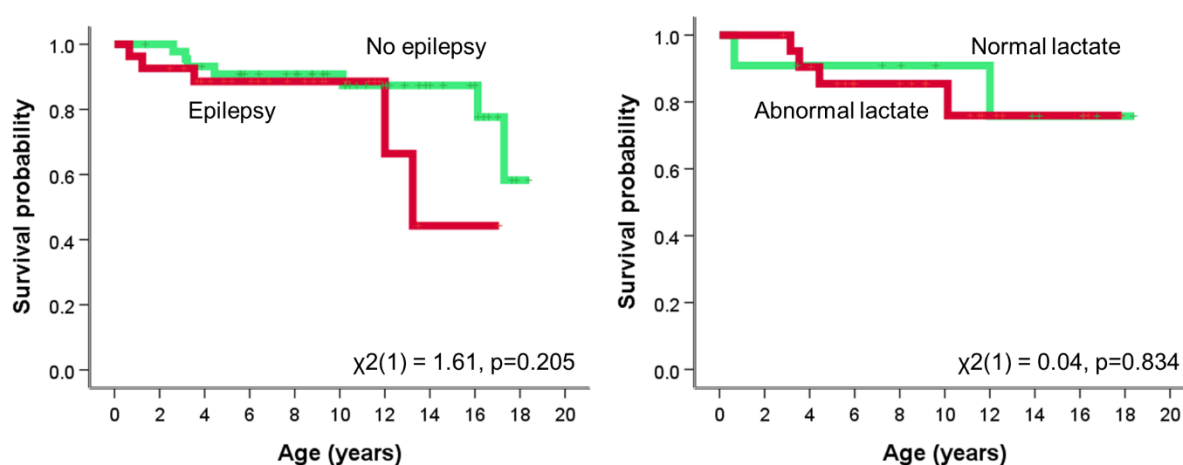 Survival probability
1.0
0.8
0.6
0.4
0.2
0.0
No epilepsy
Epilepsy
χ2(1) = 1.61, p=0.205
0 2 4 6 8 10 12 14 16 18 20
Age (years)
Survival probability
1.0
0.8
0.6
0.4
0.2
0.0
Normal lactate
Abnormal lactate
χ2(1) = 0.04, p=0.834
0 2 4 6 8 10 12 14 16 18 20
Age (years)